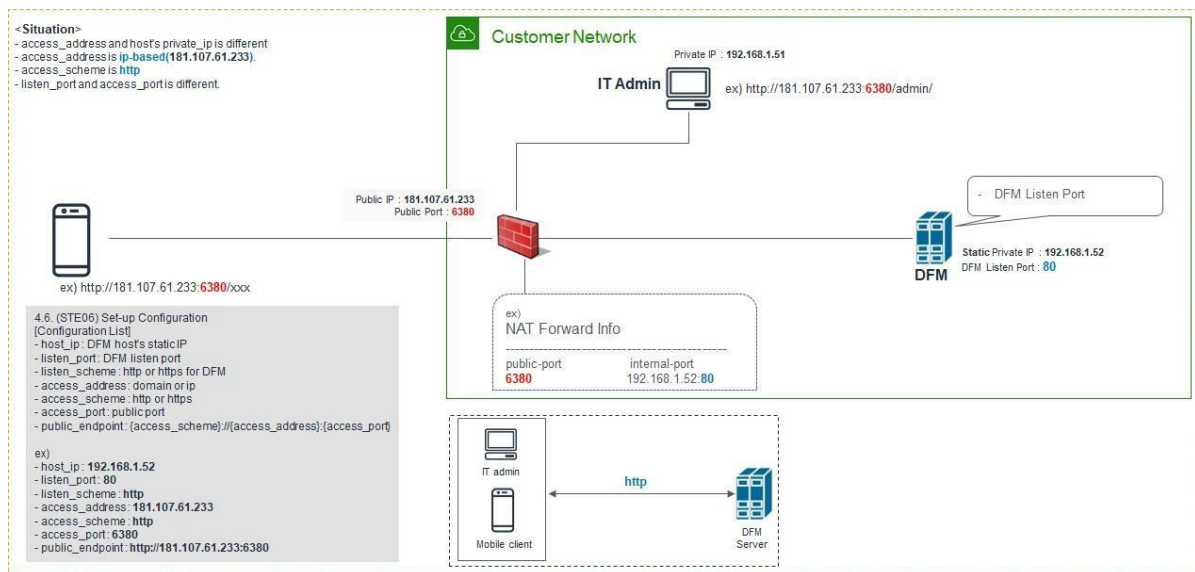 <Situation>
- access_address and host's private_ip is different
- access_address is ip-based(181.107.61.233).
- access_scheme is http
- listen_port and access_port is different.
Customer Network
Private IP : 192.168.1.51
IT Admin
ex) http://181.107.61.233:6380/admin/
Public IP : 181.107.61.233
Public Port : 6380
- DFM Listen Port
Static Private IP : 192.168.1.52
DFM Listen Port : 80
DFM
ex) http://181.107.61.233:6380/xxx
ex)
NAT Forward Info
public-port internal-port
6380 192.168.1.52:80
4.6. (STE06) Set-up Configuration
[Configuration List]
- host_ip : DFM host's static IP
- listen_port : DFM listen port
- listen_scheme : http or https for DFM
- access_address : domain or ip
- access_scheme : http or https
- access_port : public port
- public_endpoint : {access_scheme}://{access_address}:{access_port}
ex)
- host_ip : 192.168.1.52
- listen_port : 80
- listen_scheme : http
- access_address : 181.107.61.233
- access_scheme : http
- access_port : 6380
- public_endpoint : http://181.107.61.233:6380
IT admin
http
Mobile client
DFM
Server